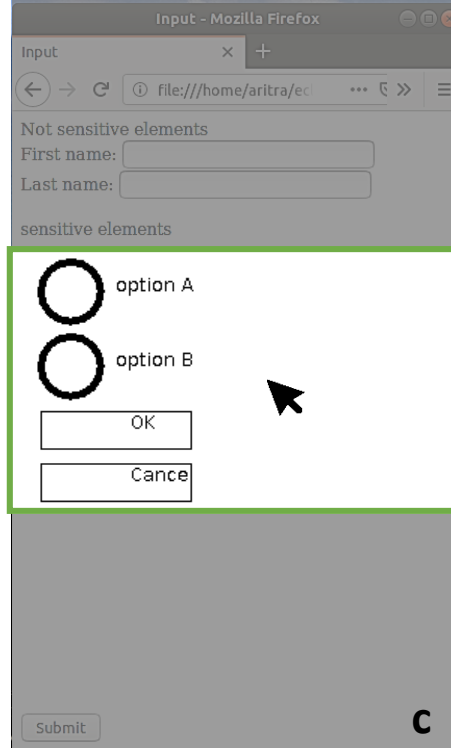 Input - Mozilla Firefox
Input
file:///home/aritra/ecl
Not sensitive elements
First name:
Last name:
sensitive elements
option A
option B
OK
Cance
Submit
C